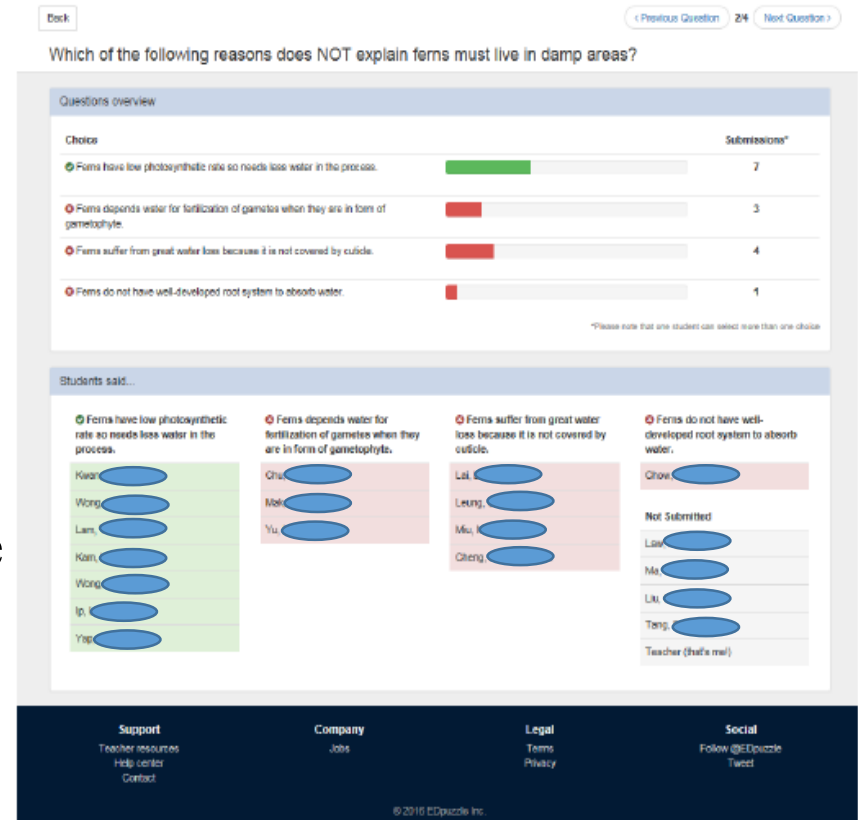 Back
‹ Previous Question 2/4 Next Question ›
Which of the following reasons does NOT explain ferns must live in damp areas?
Questions overview
Choice Submissions*
Ferns have low photosynthetic rate so needs less water in the process. 7
Ferns depends water for fertilization of gametes when they are in form of
gametophyte. 3
Ferns suffer from great water loss because it is not covered by cuticle. 4
Ferns do not have well-developed root system to absorb water. 1
*Please note that one student can select more than one choice
Students said...
Ferns have low photosynthetic
rate so needs less water in the
process.
Kwan
Wong
Lam,
Kam,
Wong
Ip,
Yap
Ferns depends water for
fertilization of gametes when they
are in form of gametophyte.
Chu
Mak
Yu,
Ferns suffer from great water
loss because it is not covered by
cuticle.
Lai,
Leung,
Miu,
Cheng,
Ferns do not have well-
developed root system to absorb
water.
Chow
Not Submitted
Law
Ma,
Liu,
Tang,
Teacher (that's me!)
e
Support
Teacher resources
Help center
Contact
Company
Jobs
Legal
Terms
Privacy
Social
Follow @EDpuzzle
Tweet
© 2016 EDpuzzle Inc.